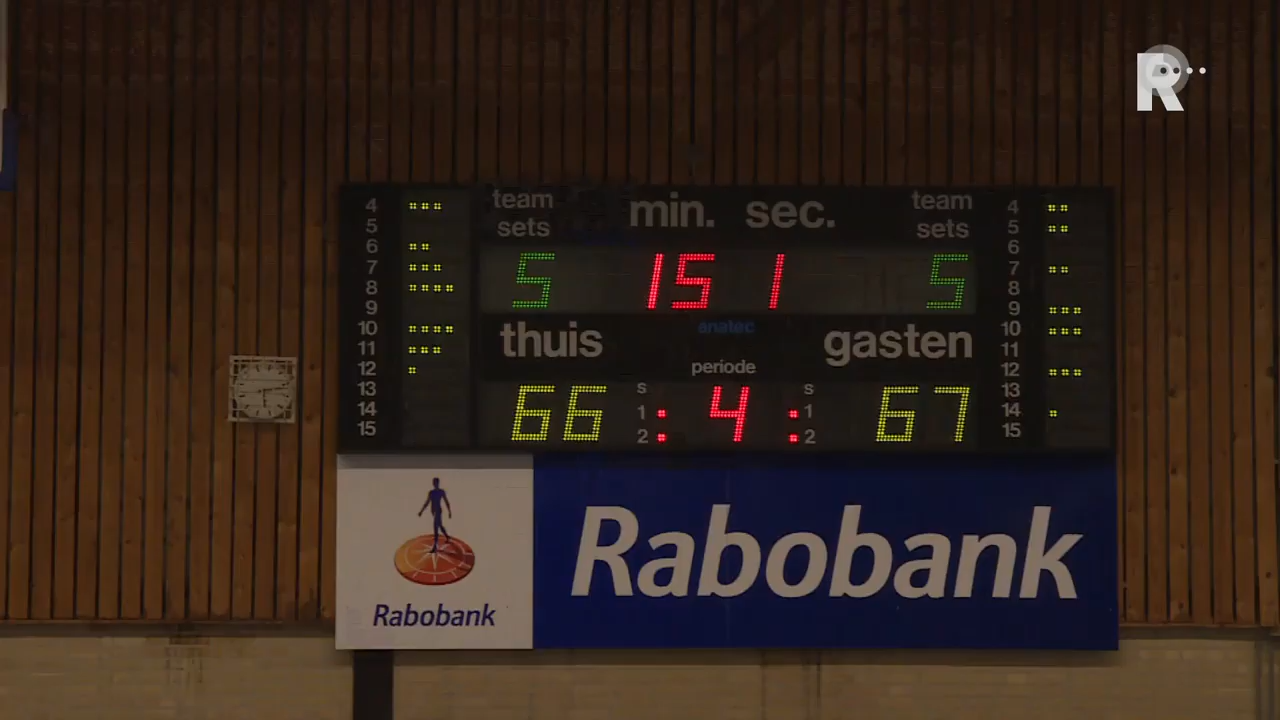 R
team min. sec. team
sets sets
5 15 1 5
thuis anatec gasten
periode
66 S 1 2 : 4 : S 1 2 67
4 4
5 5
6 6
7 7
8 8
9 9
10 10
11 11
12 12
13 13
14 14
15 15
Rabobank
Rabobank